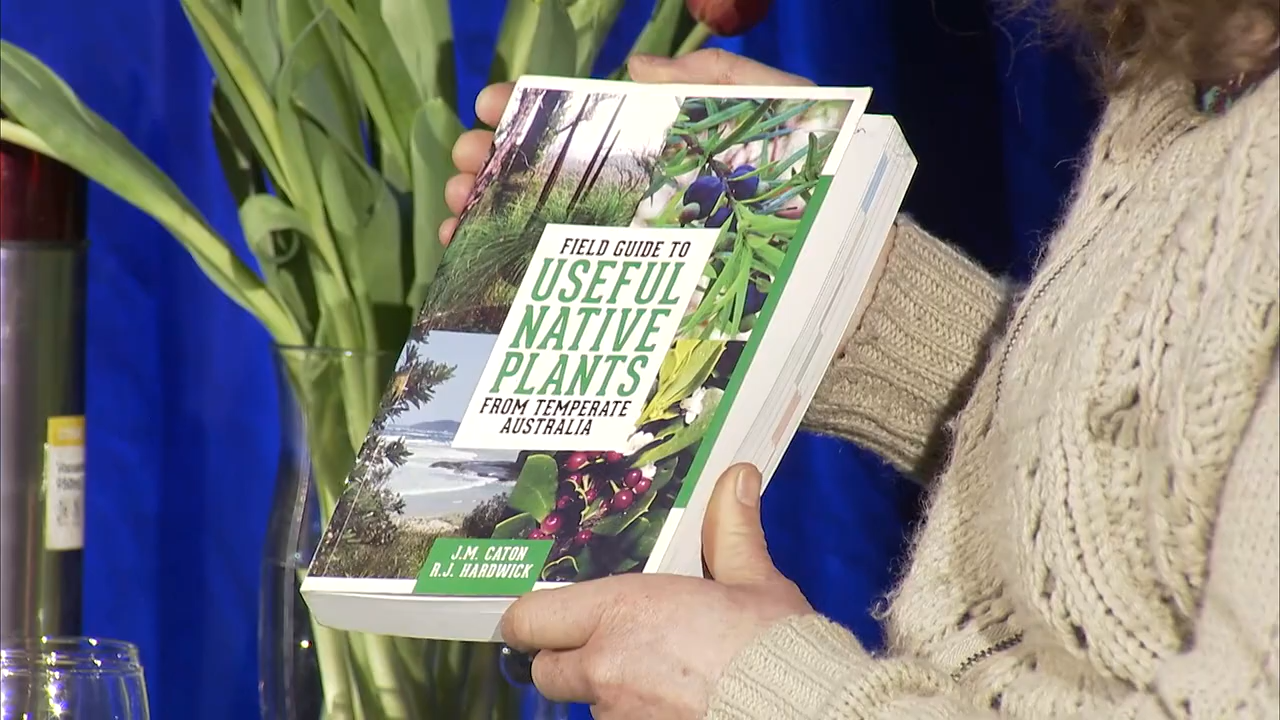 FIELD GUIDE TO
USEFUL
NATIVE
PLANTS
FROM TEMPERATE
AUSTRALIA
J.M. CATON
R.J. HARDWICK